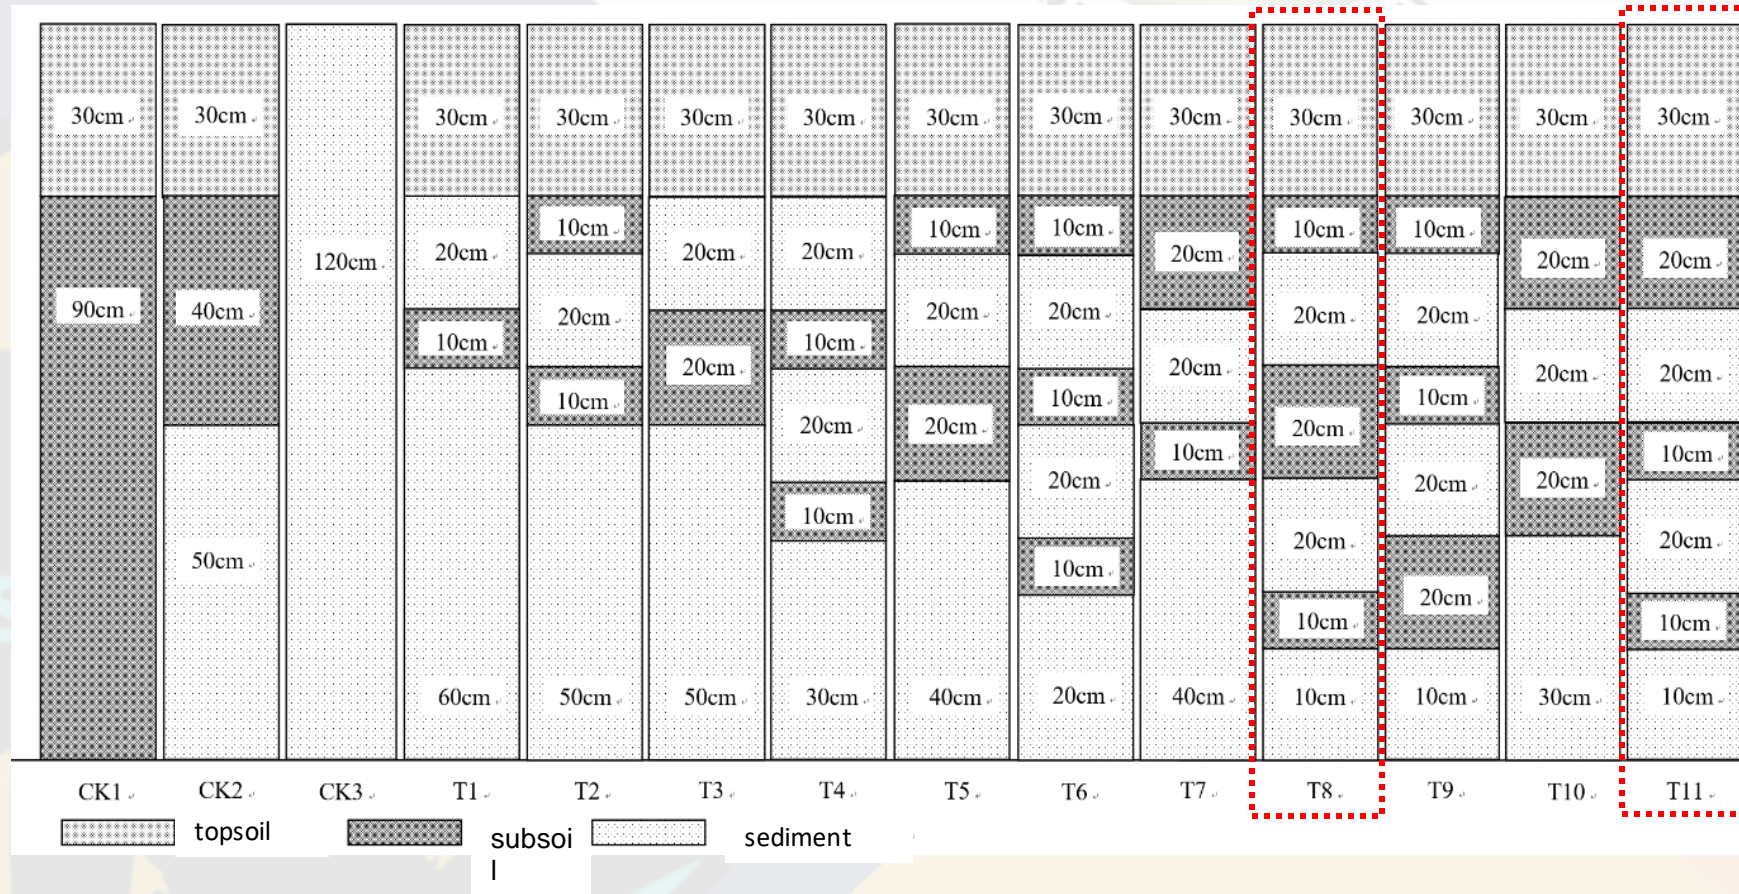 30cm 30cm 30cm 30cm 30cm 30cm 30cm 30cm 30cm 30cm 30cm 30cm 30cm
10cm 10cm 10cm 10cm 10cm
20cm 20cm 20cm 20cm 20cm 20cm
120cm
90cm 40cm 20cm 20cm 20cm 20cm 20cm
10cm 10cm
20cm 20cm 20cm 20cm
10cm 10cm 10cm
20cm 20cm 20cm
10cm 10cm
20cm 20cm 20cm
10cm
50cm 20cm 20cm
10cm
20cm
10cm 10cm
60cm 50cm 50cm 30cm 40cm 20cm 40cm 10cm 10cm 30cm 10cm
CK1 CK2 CK3 T1 T2 T3 T4 T5 T6 T7 T8 T9 T10 T11
topsoil
subsoi
l
sediment